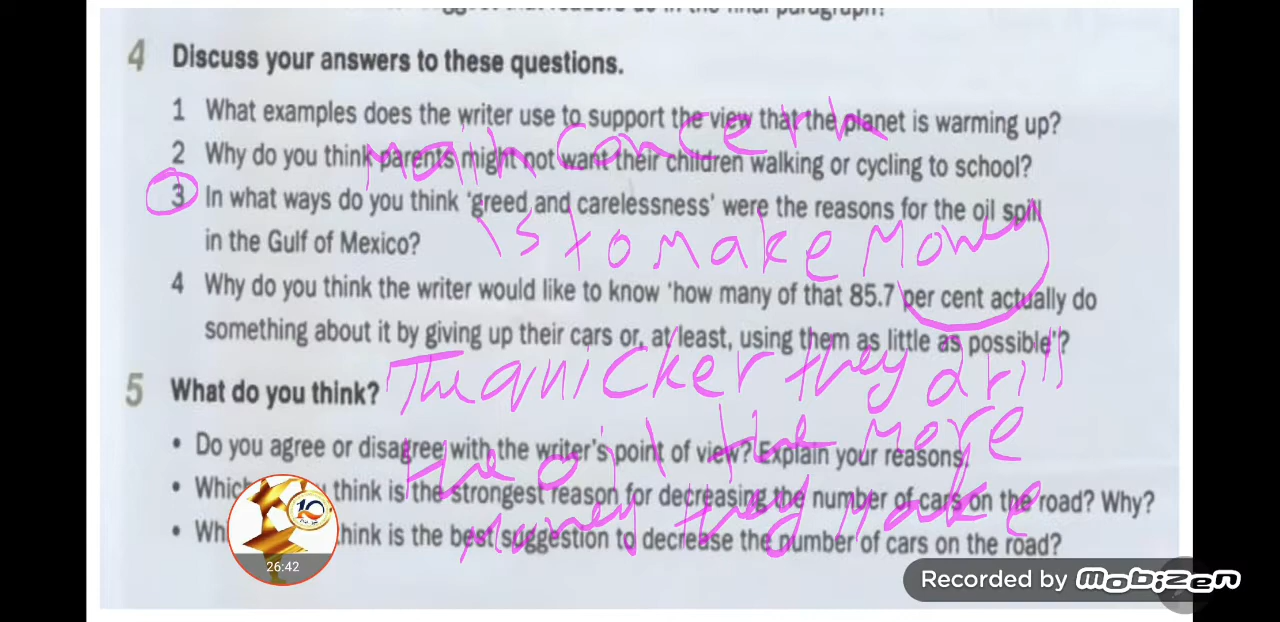 4 Discuss your answers to these questions.
1 What examples does the writer use to support the view that the planet is warming up?
main concern
2 Why do you think parents might not want their children walking or cycling to school?
3 In what ways do you think 'greed and carelessness' were the reasons for the oil spill
is to make money
in the Gulf of Mexico?
4 Why do you think the writer would like to know 'how many of that 85.7 per cent actually do
something about it by giving up their cars or, at least, using them as little as possible'?
The quicker they drill
5 What do you think?
the oil the more
• Do you agree or disagree with the writer's point of view? Explain your reasons.
• Which think is the strongest reason for decreasing the number of cars on the road? Why?
money they make
• Wh think is the best suggestion to decrease the number of cars on the road?
10
26:42
Recorded by mobizen